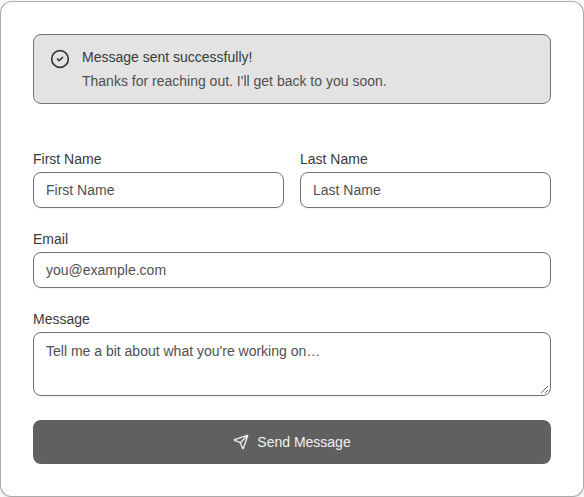 Message sent successfully!
Thanks for reaching out. I'll get back to you soon.
First Name Last Name
First Name Last Name
Email
you@example.com
Message
Tell me a bit about what you're working on…
Send Message